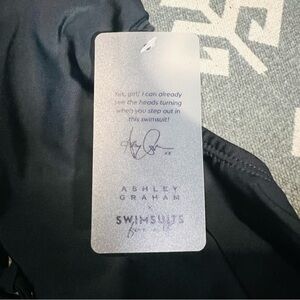 Yes, girl! I can already
see the heads turning
when you step out in
this swimsuit!
ASHLEY
GRAHAM
x
SWIMSUITS